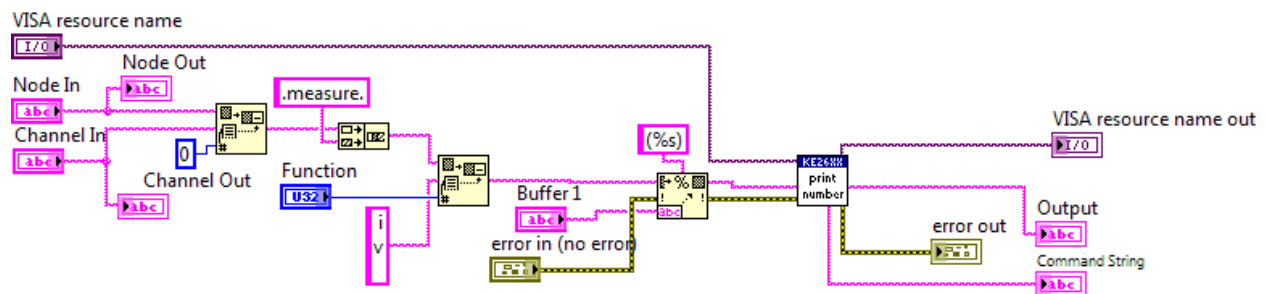 VISA resource name
I/O
Node Out
abc
Node In
abc
.measure.
Channel In
abc
#
0
Channel Out
abc
Function
U32
#
i
v
(%s)
%
abc
Buffer 1
abc
error in (no error)
KE26XX
print
number
VISA resource name out
I/O
Output
abc
error out
Command String
abc